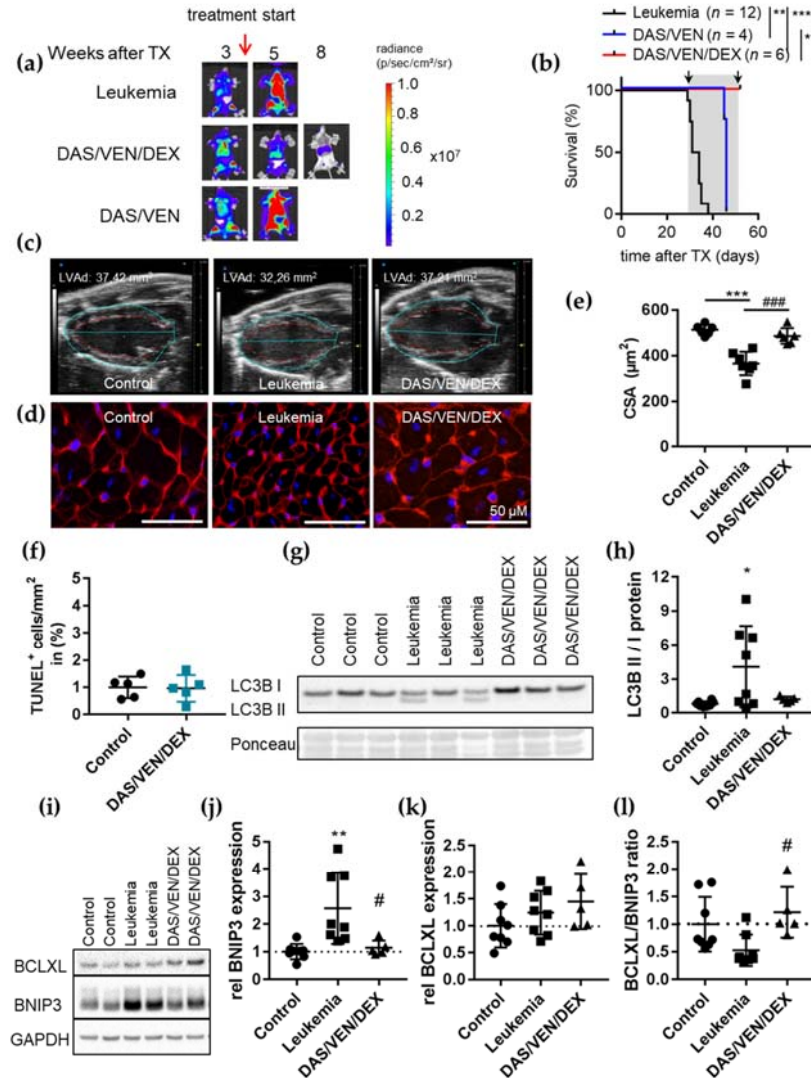 treatment start
Weeks after TX 3 5 8
(a)
Leukemia
DAS/VEN/DEX
DAS/VEN
radiance
(p/sec/cm²/sr)
1.0
0.8
0.6
0.4
0.2
x10⁷
Leukemia (n = 12)
DAS/VEN (n = 4)
DAS/VEN/DEX (n = 6)
** *** *
(b)
Survival (%)
100
50
0
0 20 40 60
time after TX (days)
(c)
LVAd: 37,42 mm²
Control
LVAd: 32,26 mm²
Leukemia
LVAd: 37,21 mm²
DAS/VEN/DEX
(d)
Control
Leukemia
DAS/VEN/DEX
50 µM
(e)
*** ###
CSA (µm²)
600
400
200
0
Control
Leukemia
DAS/VEN/DEX
(f)
TUNEL⁺ cells/mm²
in (%)
5
4
3
2
1
0
Control
DAS/VEN/DEX
(g)
Control
Control
Control
Leukemia
Leukemia
Leukemia
DAS/VEN/DEX
DAS/VEN/DEX
DAS/VEN/DEX
LC3B I
LC3B II
Ponceau
(h)
LC3B II / I protein
12
9
6
3
0
*
Control
Leukemia
DAS/VEN/DEX
(i)
Control
Control
Leukemia
Leukemia
DAS/VEN/DEX
DAS/VEN/DEX
BCLXL
BNIP3
GAPDH
(j)
rel BNIP3 expression
5
4
3
2
1
0
**
#
Control
Leukemia
DAS/VEN/DEX
(k)
rel BCLXL expression
2.5
2.0
1.5
1.0
0.5
0.0
Control
Leukemia
DAS/VEN/DEX
(l)
BCLXL/BNIP3 ratio
2.5
2.0
1.5
1.0
0.5
0.0
#
Control
Leukemia
DAS/VEN/DEX